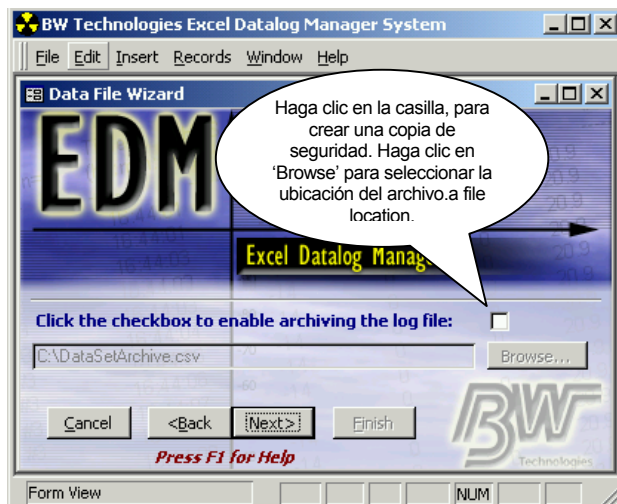 BW Technologies Excel Datalog Manager System
File Edit Insert Records Window Help
Data File Wizard
Haga clic en la casilla, para
crear una copia de
seguridad. Haga clic en
‘Browse’ para seleccionar la
ubicación del archivo.a file
location.
EDM
Excel Datalog Manag
Click the checkbox to enable archiving the log file:
C:\DataSetArchive.csv Browse...
Cancel <Back Next> Finish
Press F1 for Help
BW
Technologies
Form View NUM